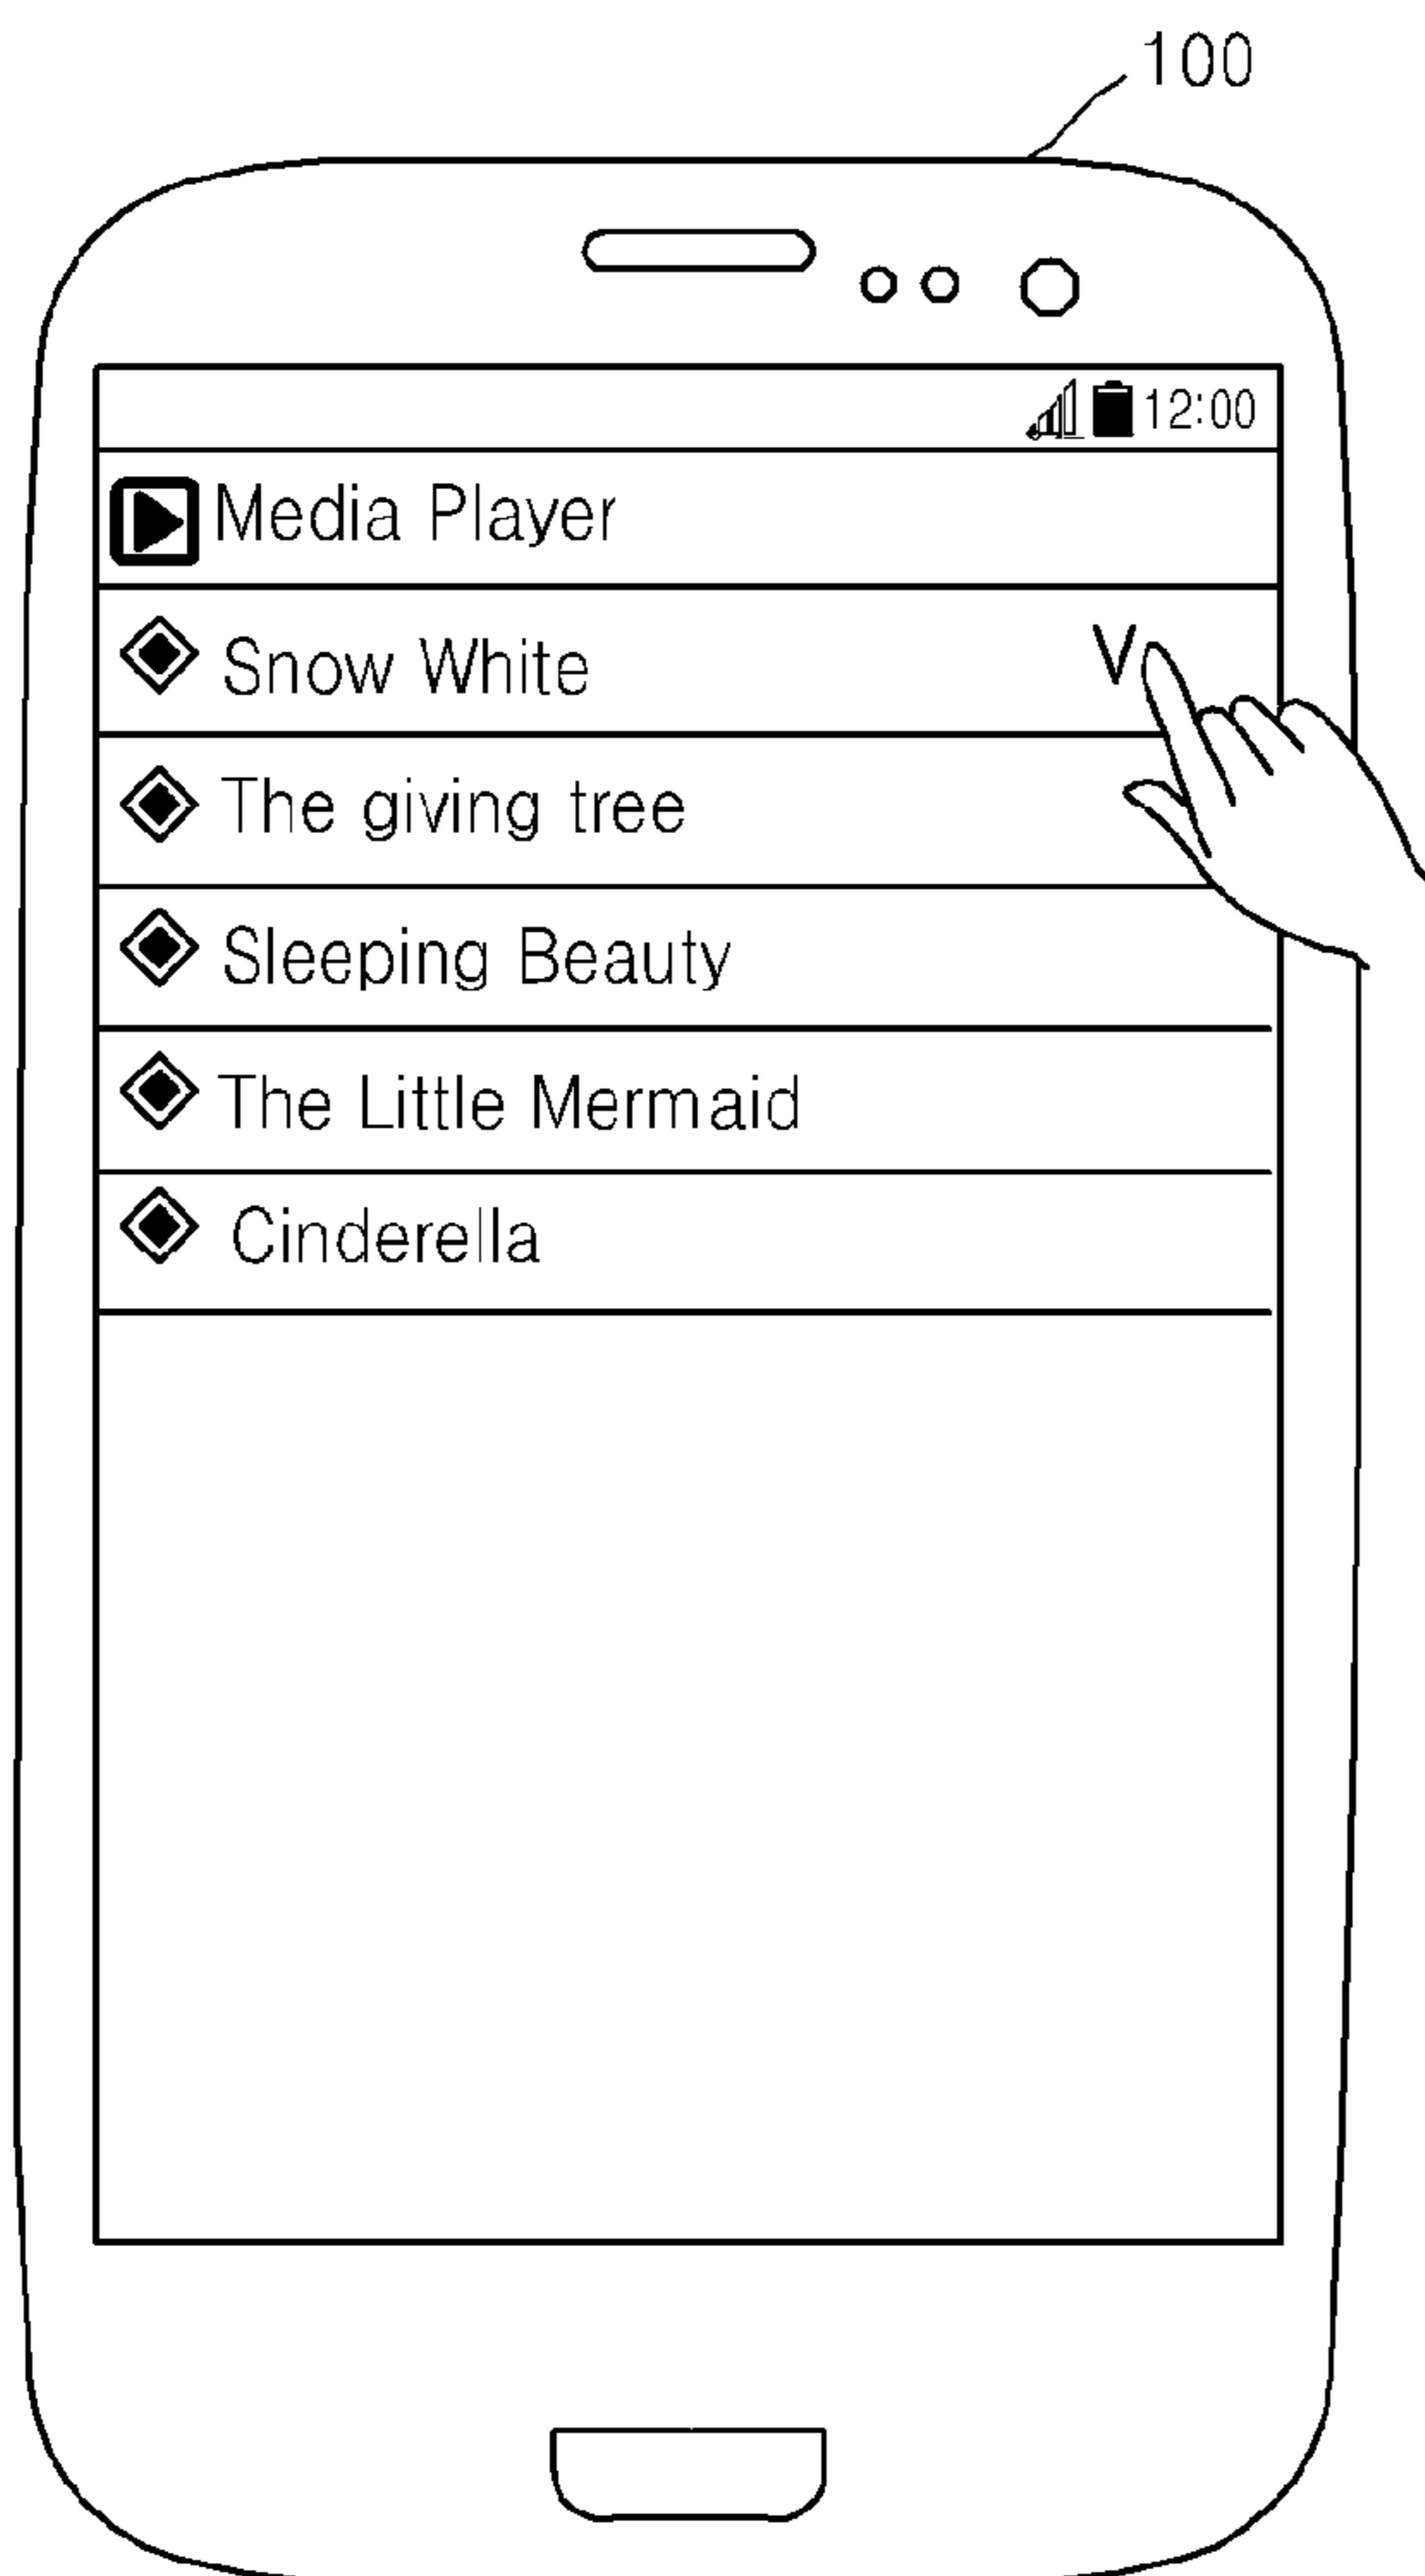 100
12:00
Media Player
Snow White V
The giving tree
Sleeping Beauty
The Little Mermaid
Cinderella